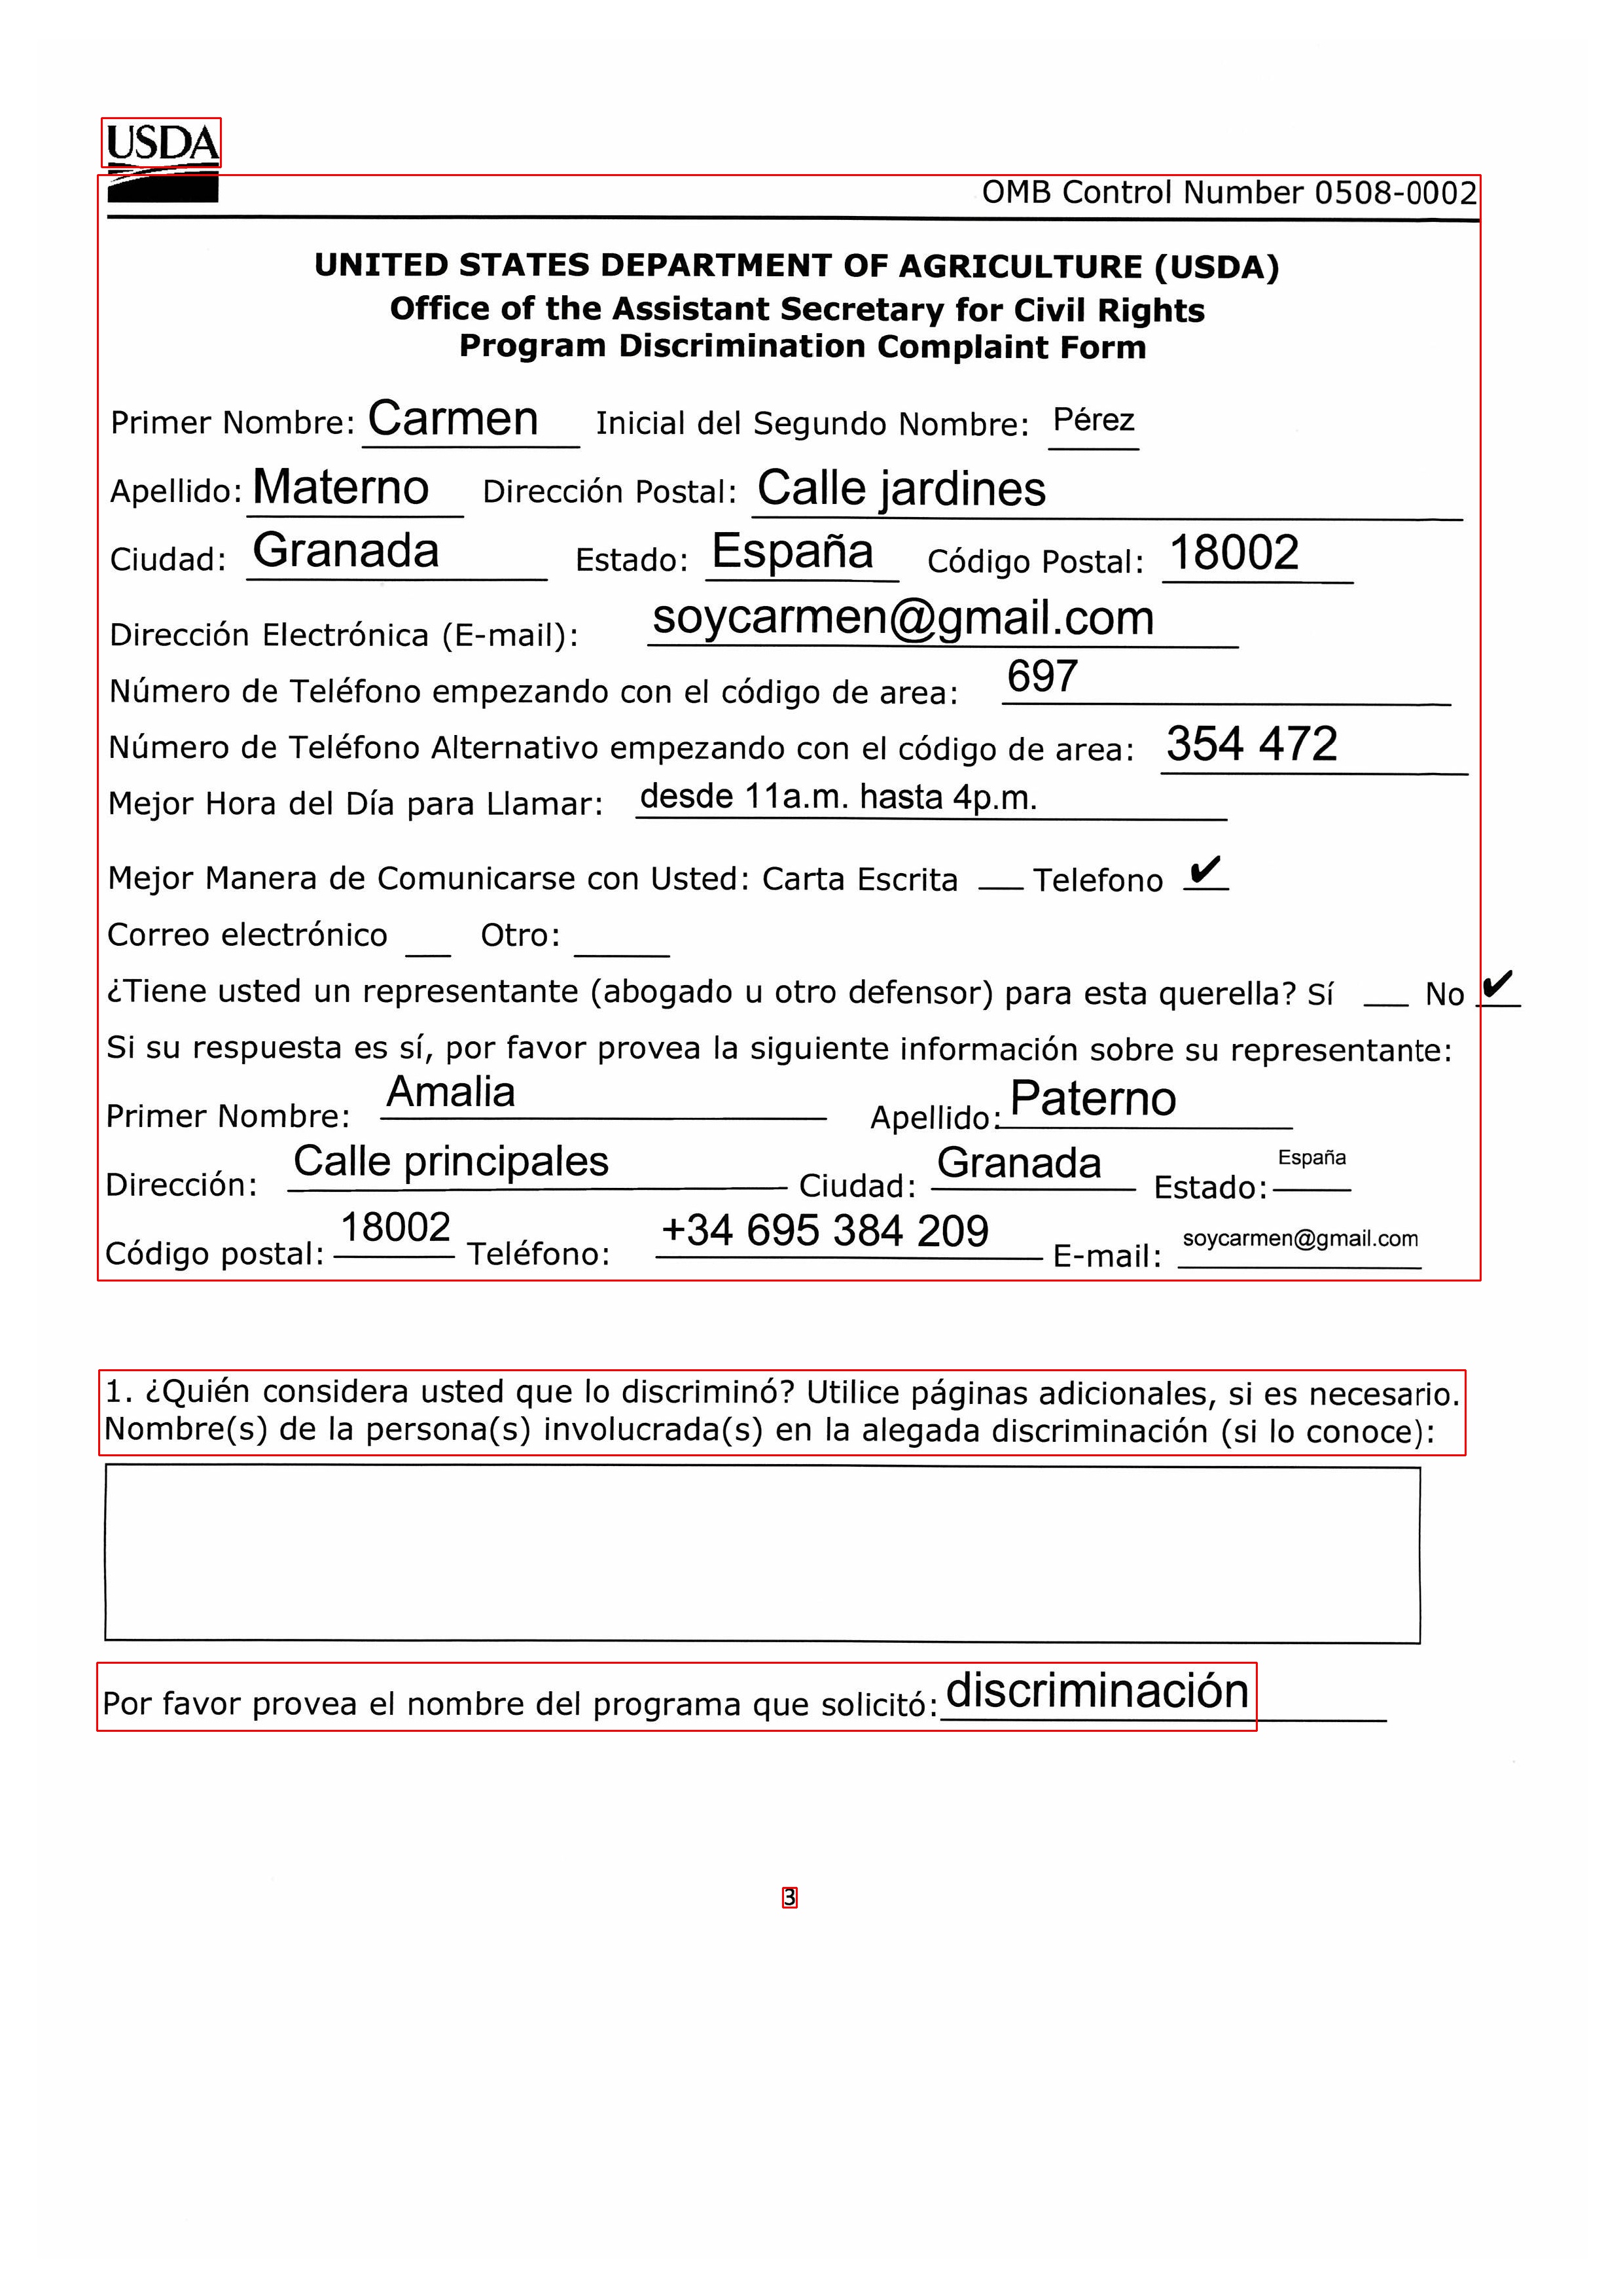 USDA
OMB Control Number 0508-0002
UNITED STATES DEPARTMENT OF AGRICULTURE (USDA)
Office of the Assistant Secretary for Civil Rights
Program Discrimination Complaint Form
Primer Nombre: Carmen Inicial del Segundo Nombre: Pérez
Apellido: Materno Dirección Postal: Calle jardines
Ciudad: Granada Estado: España Código Postal: 18002
Dirección Electrónica (E-mail): soycarmen@gmail.com
Número de Teléfono empezando con el código de area: 697
Número de Teléfono Alternativo empezando con el código de area: 354 472
Mejor Hora del Día para Llamar: desde 11a.m. hasta 4p.m.
Mejor Manera de Comunicarse con Usted: Carta Escrita ___ Telefono ✔
Correo electrónico ___ Otro: ______
¿Tiene usted un representante (abogado u otro defensor) para esta querella? Sí ___ No ✔
Si su respuesta es sí, por favor provea la siguiente información sobre su representante:
Primer Nombre: Amalia Apellido: Paterno
Dirección: Calle principales Ciudad: Granada Estado: España
Código postal: 18002 Teléfono: +34 695 384 209 E-mail: soycarmen@gmail.com
1. ¿Quién considera usted que lo discriminó? Utilice páginas adicionales, si es necesario.
Nombre(s) de la persona(s) involucrada(s) en la alegada discriminación (si lo conoce):
Por favor provea el nombre del programa que solicitó: discriminación
3